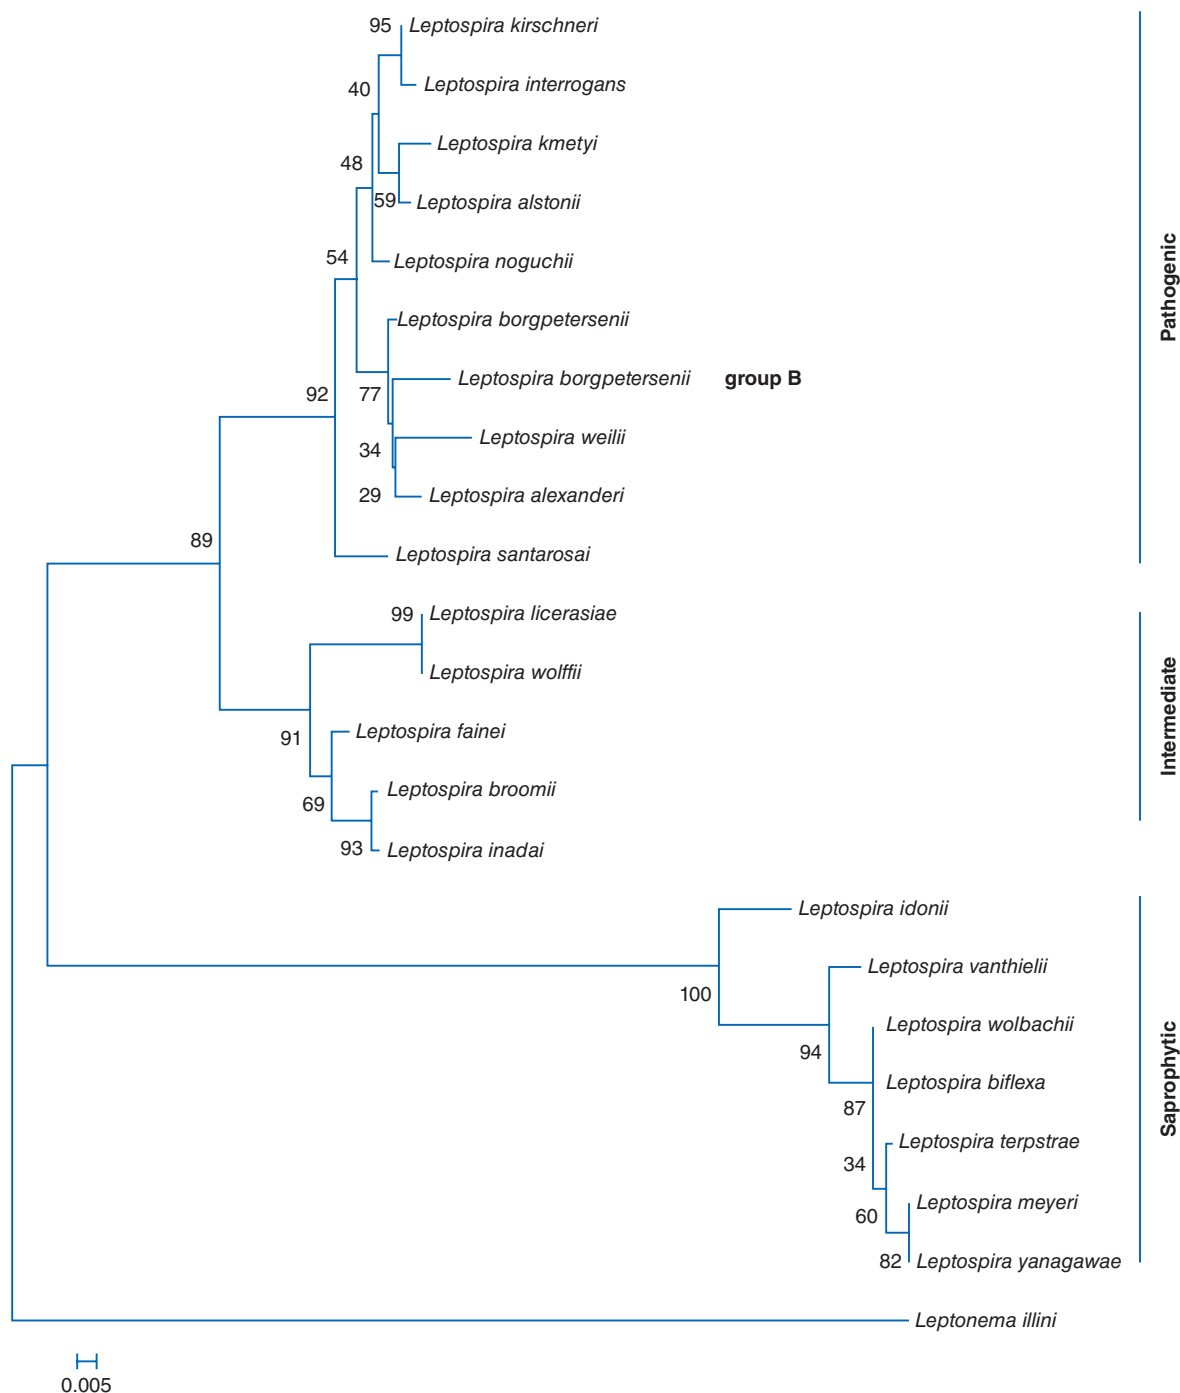 95 Leptospira kirschneri
Leptospira interrogans
40
Leptospira kmetyi
48
59 Leptospira alstonii
54
Leptospira noguchii
Leptospira borgpetersenii
Leptospira borgpetersenii group B
92
77
Leptospira weilii
34
29 Leptospira alexanderi
89
Leptospira santarosai
Pathogenic
99 Leptospira licerasiae
Leptospira wolffii
91
Leptospira fainei
69
Leptospira broomii
93 Leptospira inadai
Intermediate
Leptospira idonii
Leptospira vanthielii
100
Leptospira wolbachii
94
Leptospira biflexa
87
Leptospira terpstrae
34
Leptospira meyeri
60
82 Leptospira yanagawae
Saprophytic
Leptonema illini
0.005